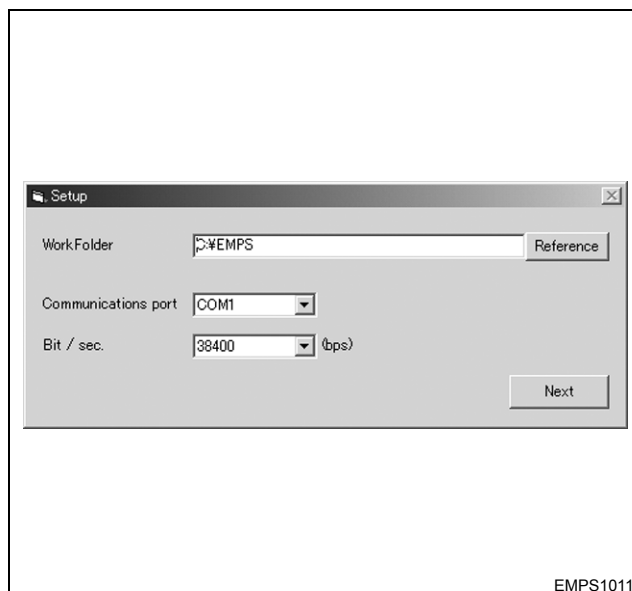 Setup
WorkFolder C:¥EMPS Reference
Communications port COM1
Bit / sec. 38400 (bps)
Next
EMPS1011